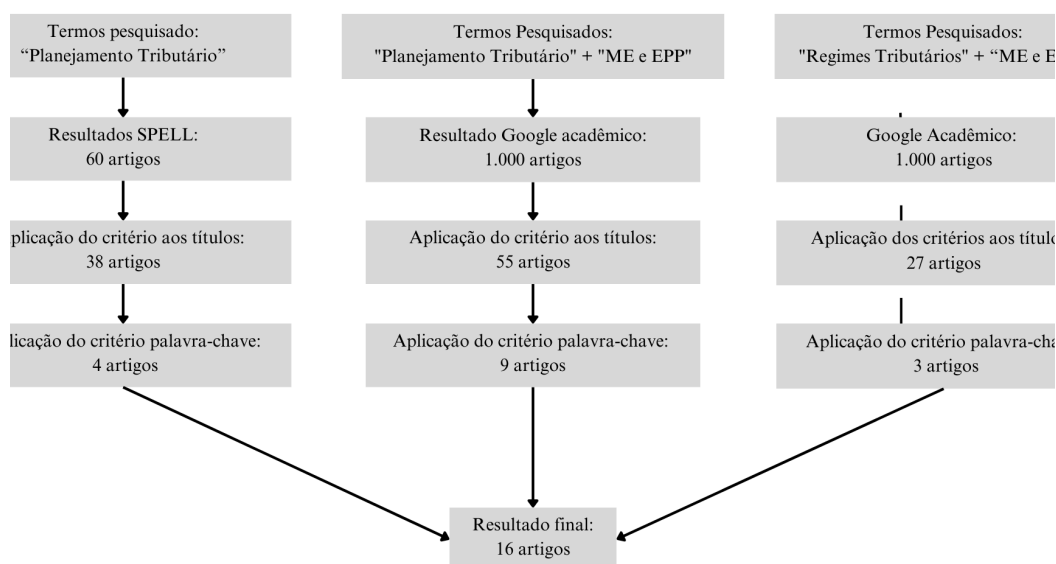 Termos pesquisado:
“Planejamento Tributário”
Resultados SPELL:
60 artigos
plicação do critério aos títulos:
38 artigos
licação do critério palavra-chave:
4 artigos
Termos Pesquisados:
"Planejamento Tributário" + "ME e EPP"
Resultado Google acadêmico:
1.000 artigos
Aplicação do critério aos títulos:
55 artigos
Aplicação do critério palavra-chave:
9 artigos
Termos Pesquisados:
"Regimes Tributários" + “ME e E
Google Acadêmico:
1.000 artigos
Aplicação dos critérios aos título
27 artigos
Aplicação do critério palavra-cha
3 artigos
Resultado final:
16 artigos